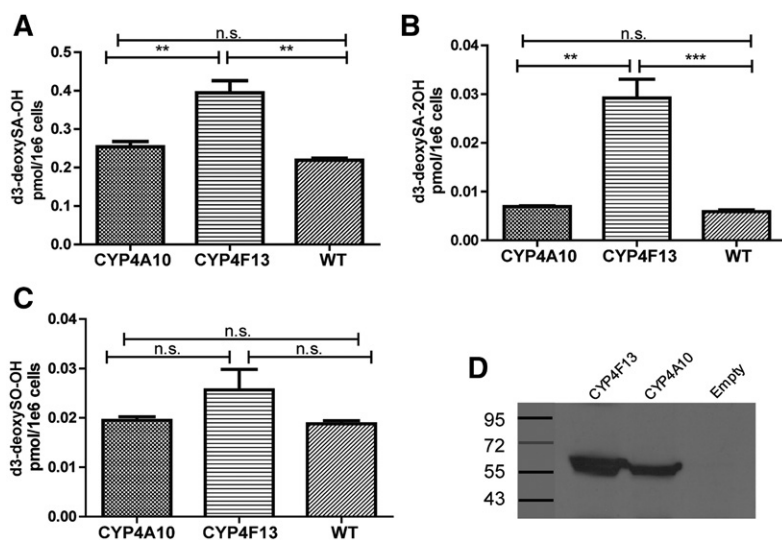 A
n.s.
**
**
d3-deoxySA-OH
pmol/1e6 cells
0.5
0.4
0.3
0.2
0.1
0.0
CYP4A10
CYP4F13
WT
B
n.s.
**
***
d3-deoxySA-2OH
pmol/1e6 cells
0.04
0.03
0.02
0.01
0.00
CYP4A10
CYP4F13
WT
C
n.s.
n.s.
n.s.
d3-deoxySO-OH
pmol/1e6 cells
0.04
0.03
0.02
0.01
0.00
CYP4A10
CYP4F13
WT
D
CYP4F13
CYP4A10
Empty
95
72
55
43